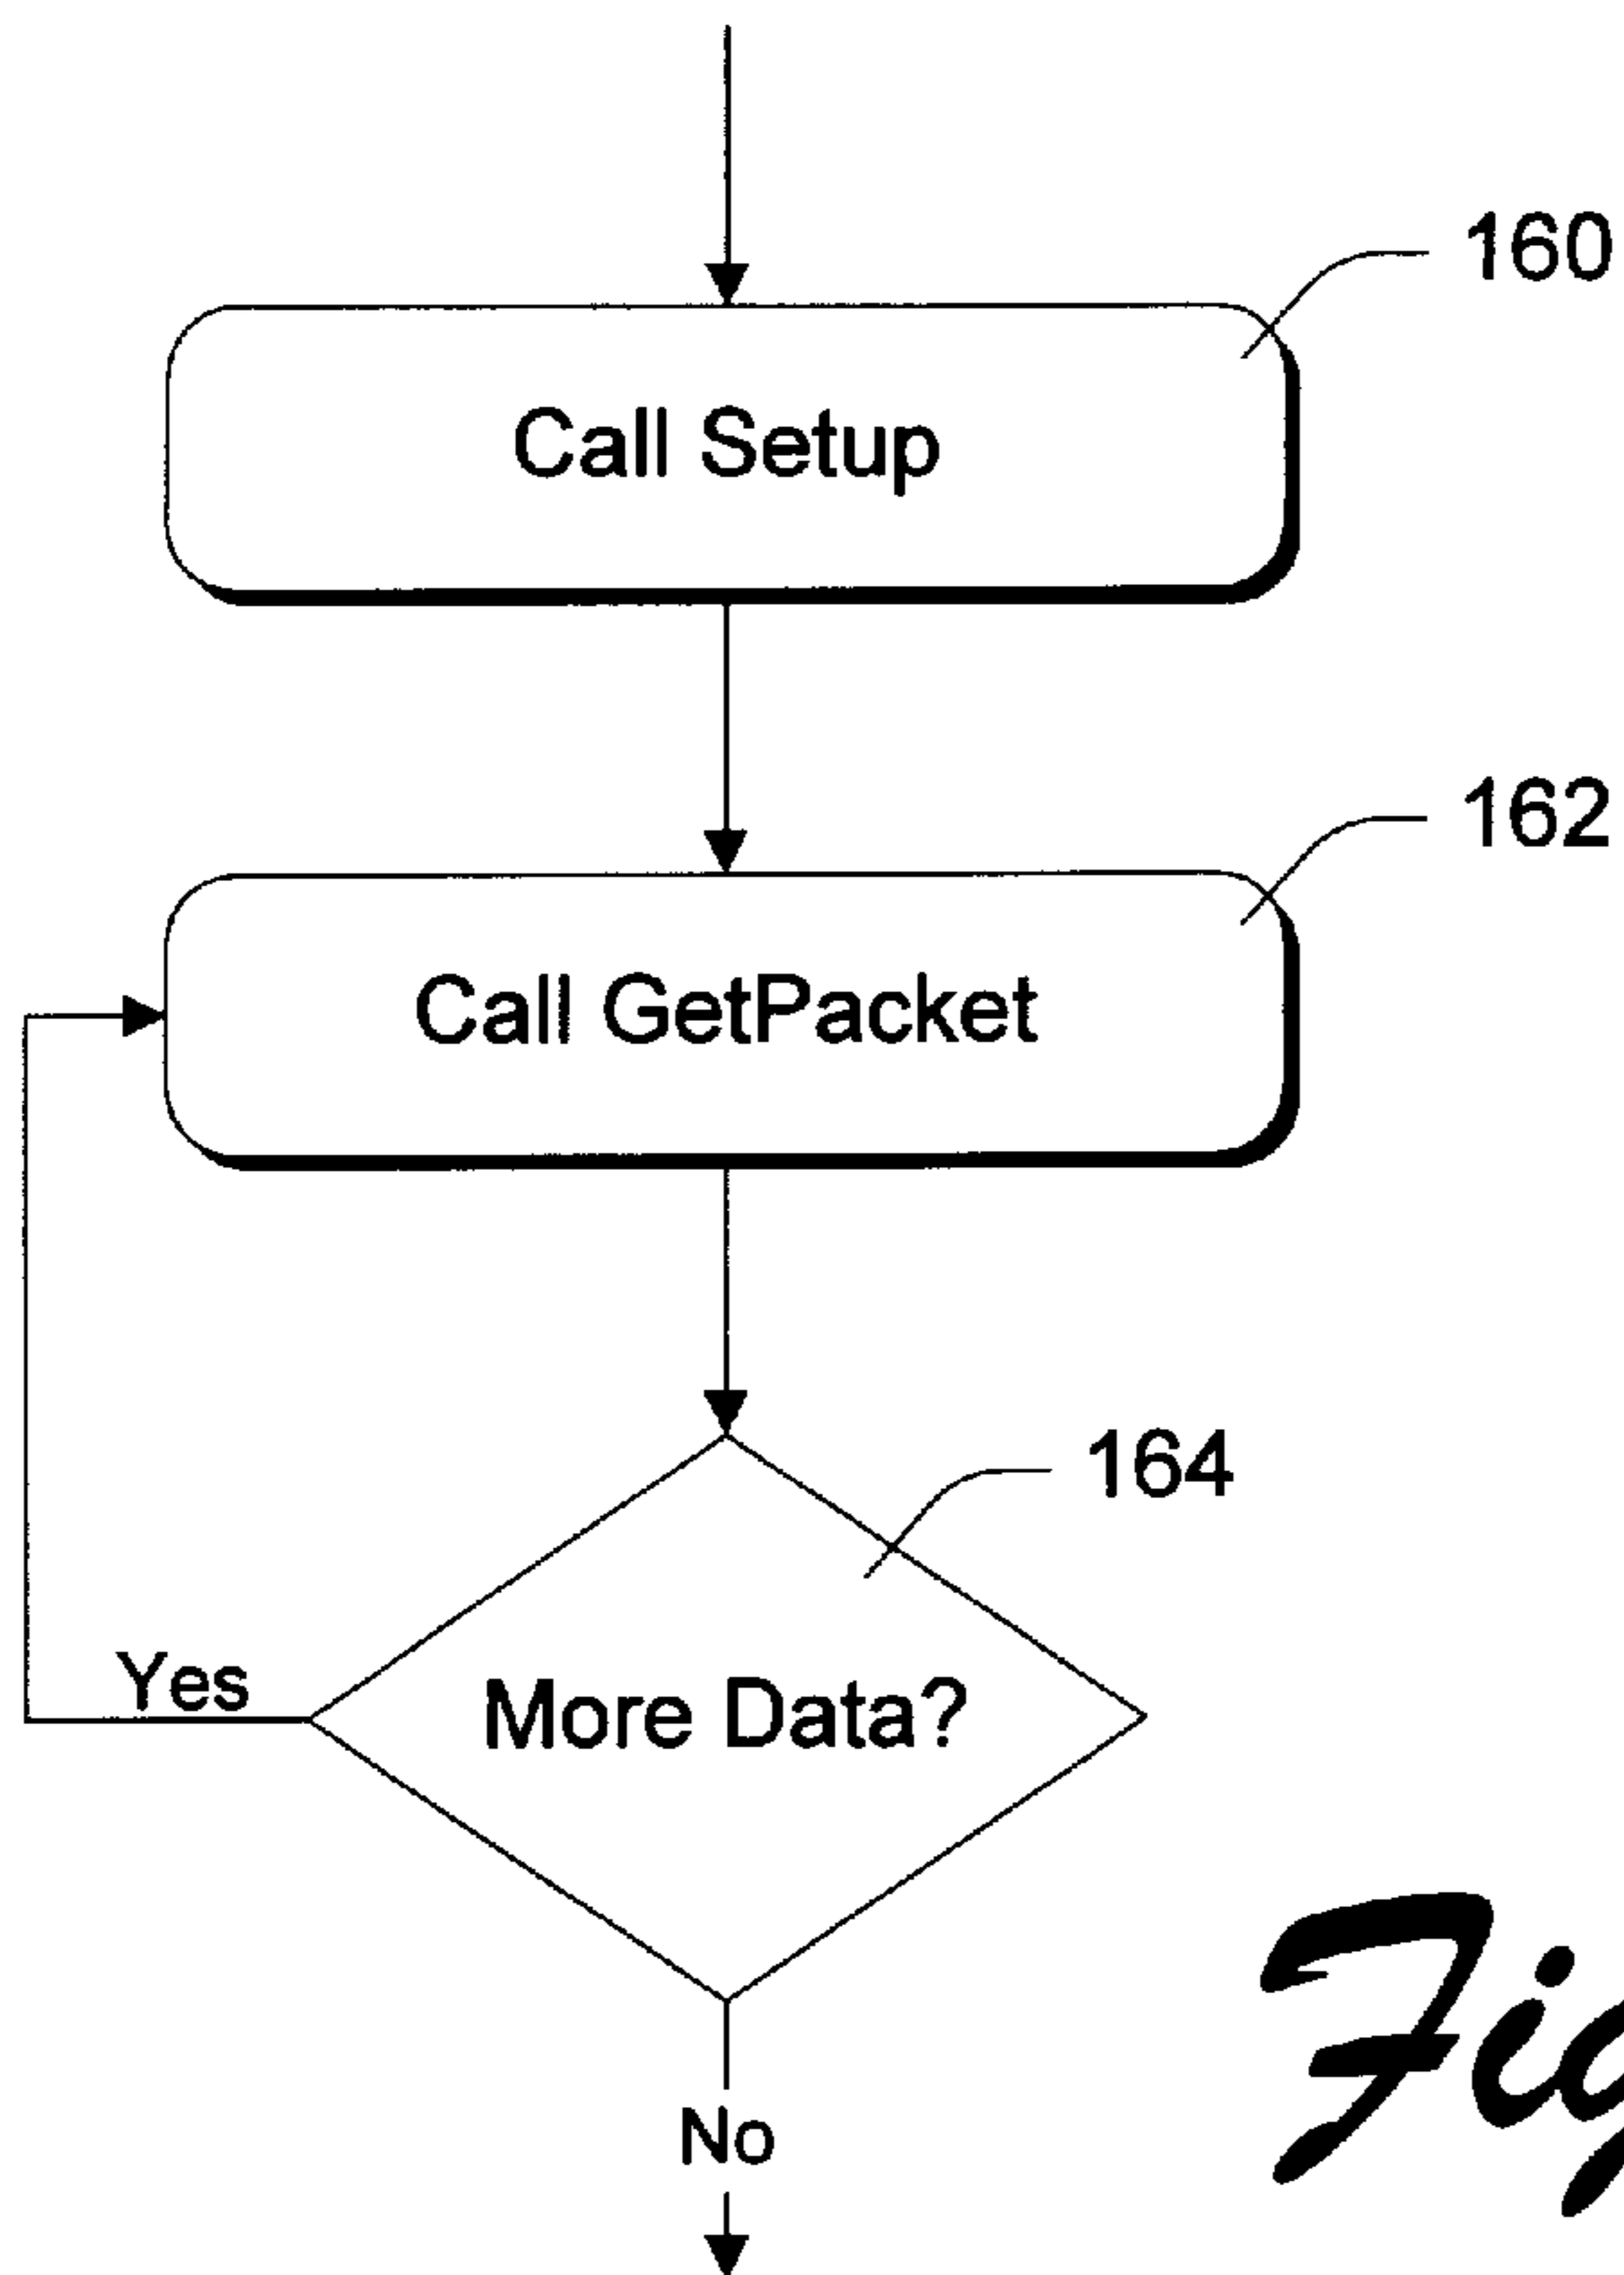 160
Call Setup
162
Call GetPacket
164
Yes
More Data?
No